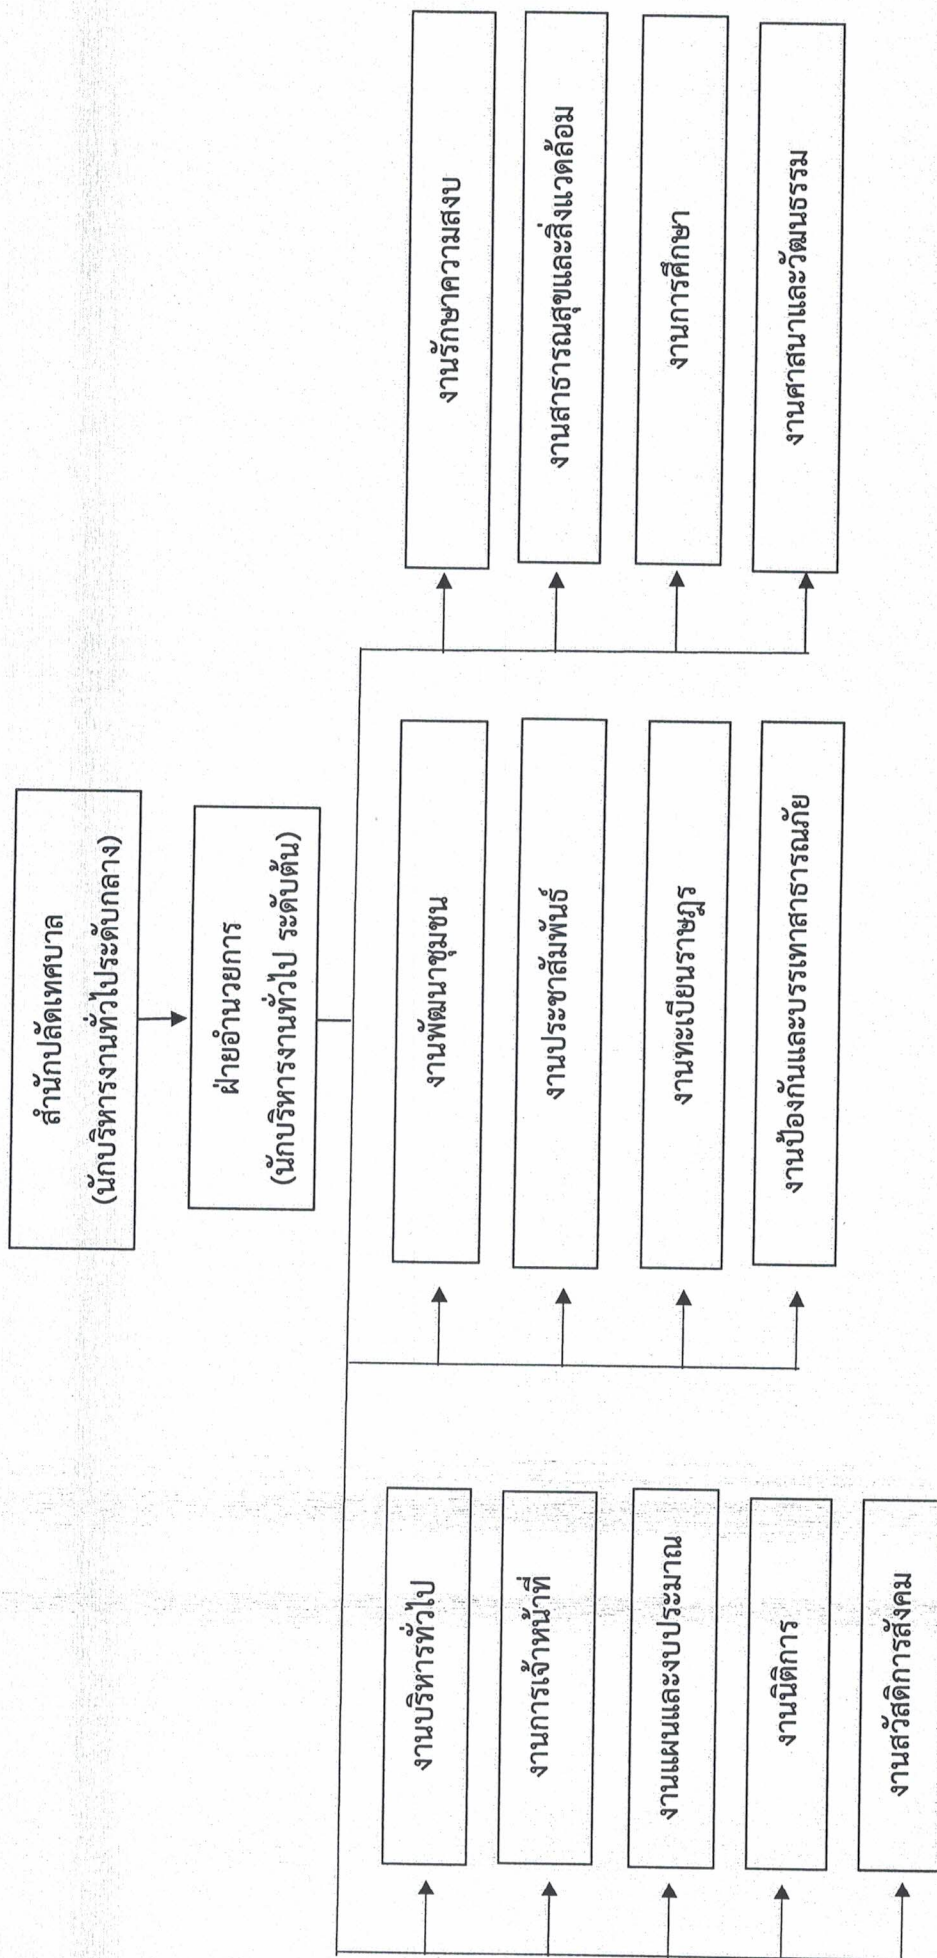 สำนักปลัดเทศบาล
(นักบริหารงานทั่วไประดับกลาง)
ฝ่ายอำนวยการ
(นักบริหารงานทั่วไป ระดับต้น)
งานบริหารทั่วไป
งานการเจ้าหน้าที่
งานแผนและงบประมาณ
งานนิติการ
งานสวัสดิการสังคม
งานพัฒนาชุมชน
งานประชาสัมพันธ์
งานทะเบียนราษฎร
งานป้องกันและบรรเทาสาธารณภัย
งานรักษาความสงบ
งานสาธารณสุขและสิ่งแวดล้อม
งานการศึกษา
งานศาสนาและวัฒนธรรม